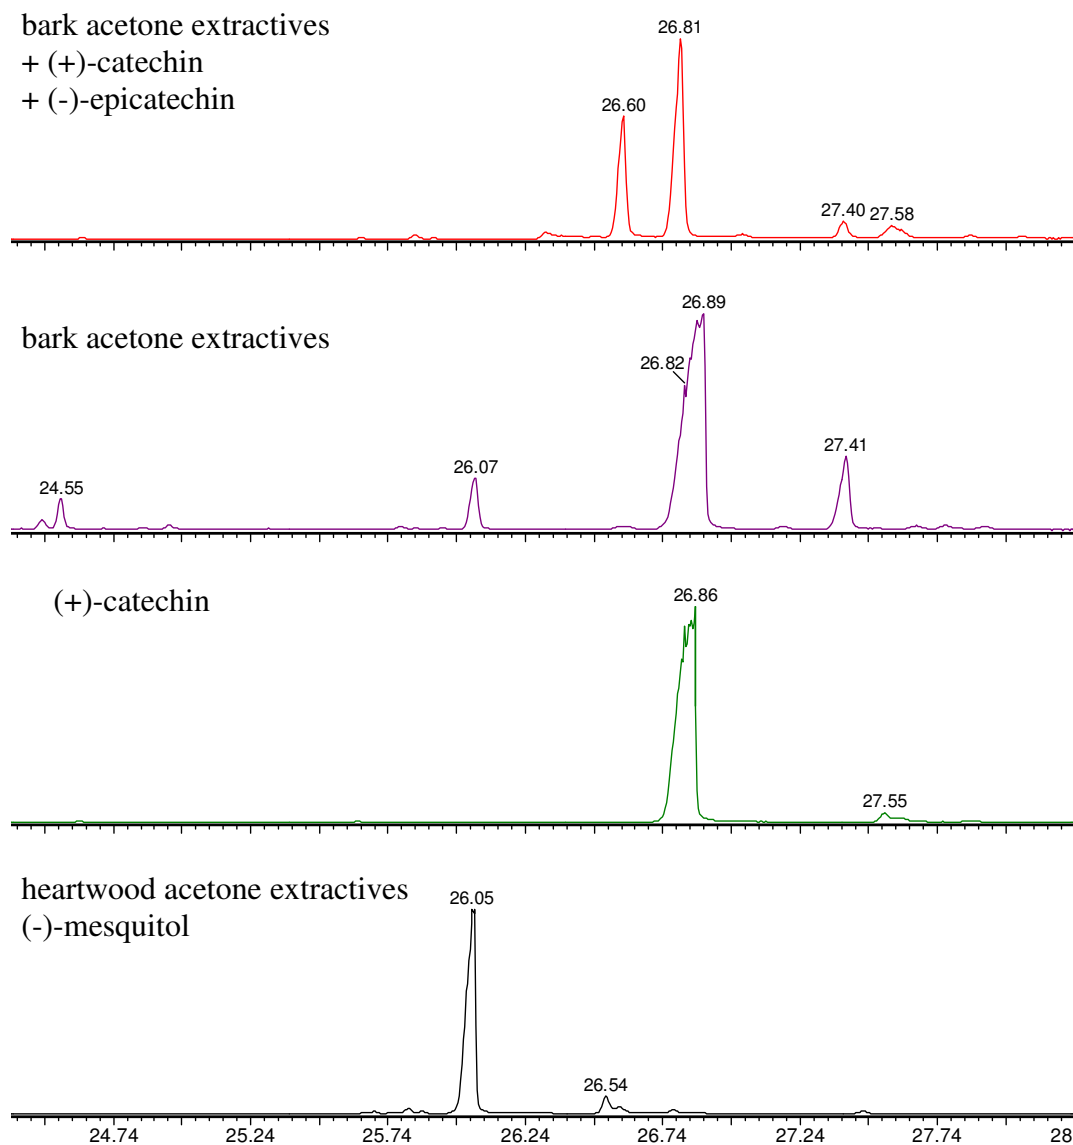 bark acetone extractives
+ (+)-catechin
+ (-)-epicatechin
26.81
26.60
27.40 27.58
bark acetone extractives
26.89
26.82
24.55
26.07
27.41
(+)-catechin
26.86
27.55
heartwood acetone extractives
(-)-mesquitol
26.05
26.54
24.74 25.24 25.74 26.24 26.74 27.24 27.74 28